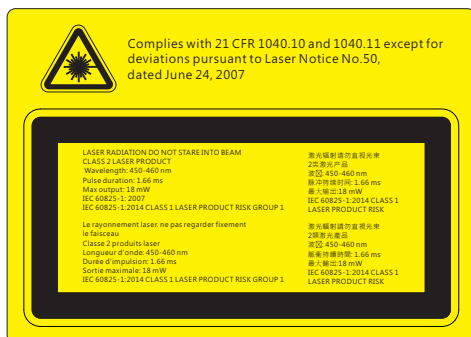 Complies with 21 CFR 1040.10 and 1040.11 except for
deviations pursuant to Laser Notice No.50,
dated June 24, 2007
LASER RADIATION DO NOT STARE INTO BEAM
CLASS 2 LASER PRODUCT
Wavelength: 450-460 nm
Pulse duration: 1.66 ms
Max output: 18 mW
IEC 60825-1: 2007
IEC 60825-1:2014 CLASS 1 LASER PRODUCT RISK GROUP 1
Le rayonnement laser: ne pas regarder fixement
le faisceau
Classe 2 produits laser
Longueur d'onde: 450-460 nm
Durée d'impulsion: 1.66 ms
Sortie maximale: 18 mW
IEC 60825-1:2014 CLASS 1 LASER PRODUCT RISK GROUP 1
激光辐射请勿直视光束
2类激光产品
波: 450-460 nm
脉冲持续时间: 1.66 ms
最大输出:18 mW
IEC 60825-1:2014 CLASS 1
LASER PRODUCT RISK
激光輻射請勿直視光束
2類激光產品
波: 450-460 nm
脈衝持續時間: 1.66 ms
最大輸出:18 mW
IEC 60825-1:2014 CLASS 1
LASER PRODUCT RISK